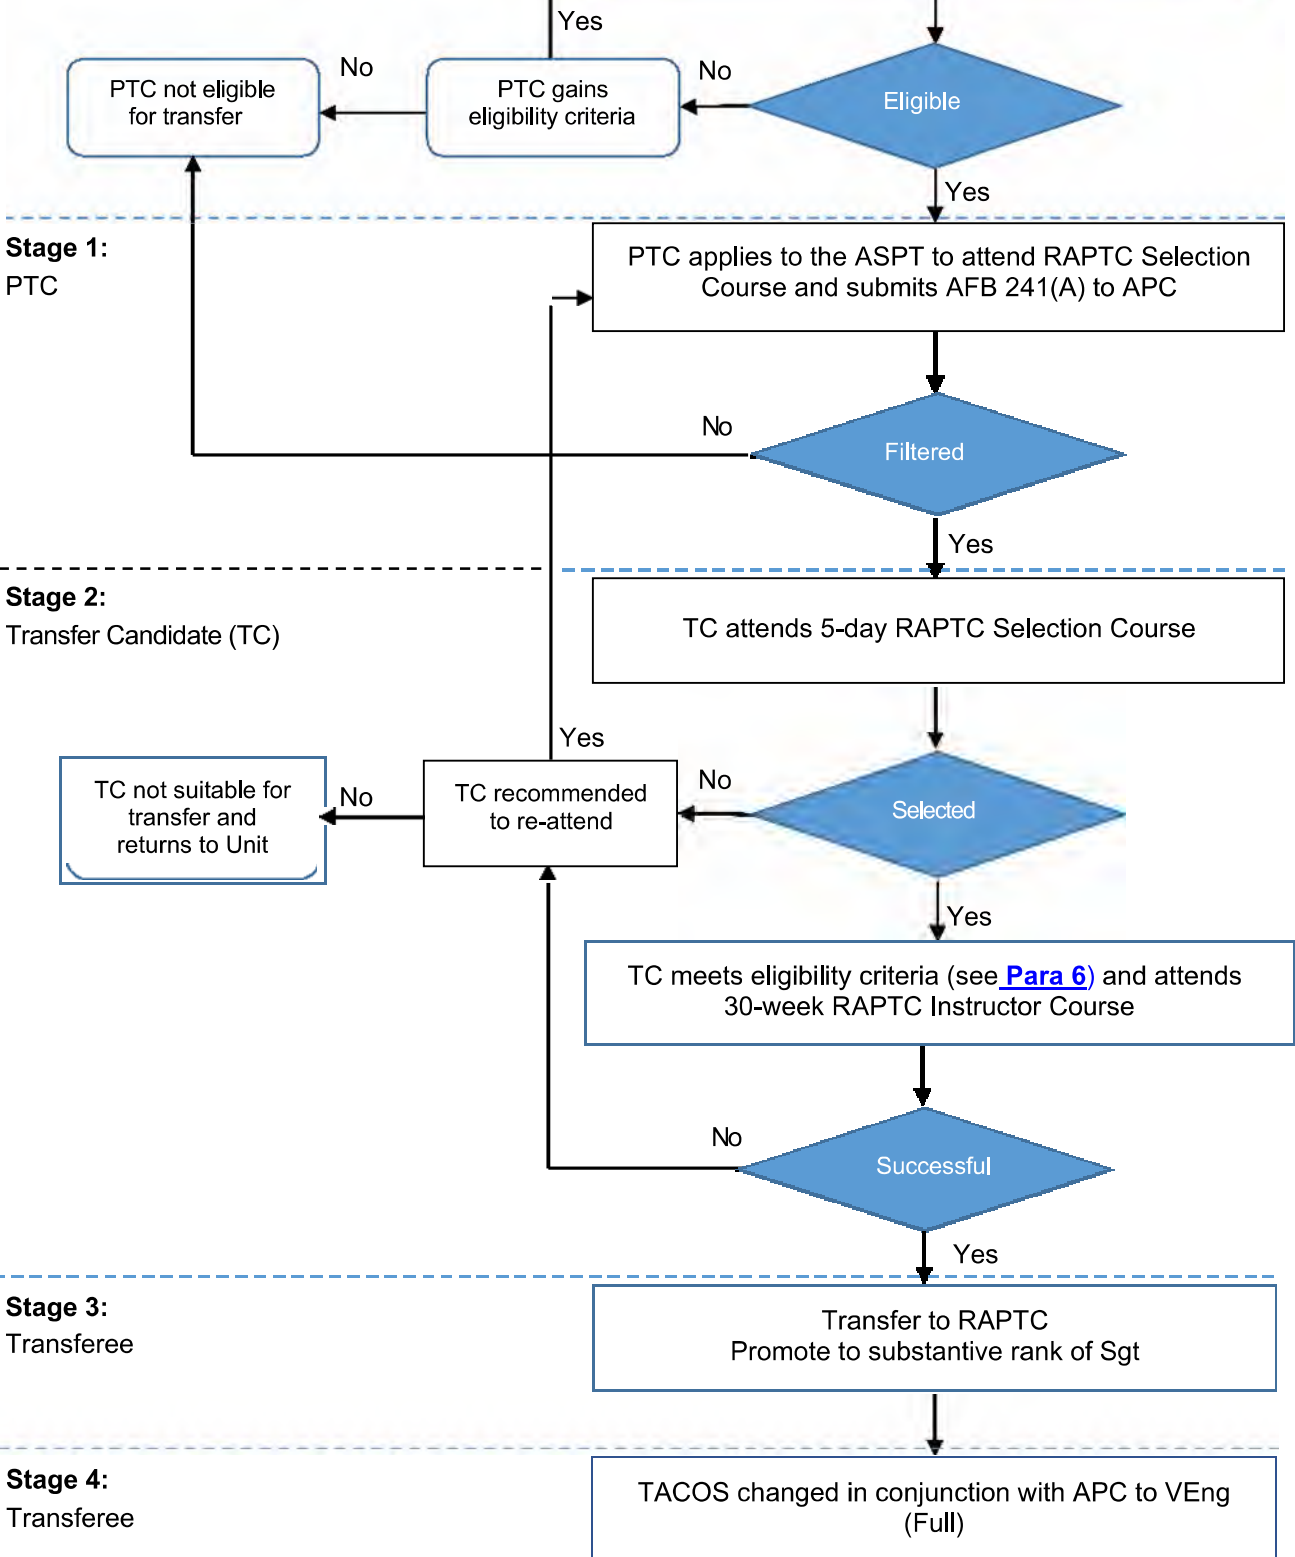 Yes
No
No
PTC not eligible
for transfer
PTC gains
eligibility criteria
Eligible
Yes
Stage 1:
PTC
PTC applies to the ASPT to attend RAPTC Selection
Course and submits AFB 241(A) to APC
No
Filtered
Yes
Stage 2:
Transfer Candidate (TC)
TC attends 5-day RAPTC Selection Course
Yes
No
No
TC not suitable for
transfer and
returns to Unit
TC recommended
to re-attend
Selected
Yes
TC meets eligibility criteria (see Para 6) and attends
30-week RAPTC Instructor Course
No
Successful
Yes
Stage 3:
Transferee
Transfer to RAPTC
Promote to substantive rank of Sgt
Stage 4:
Transferee
TACOS changed in conjunction with APC to VEng
(Full)